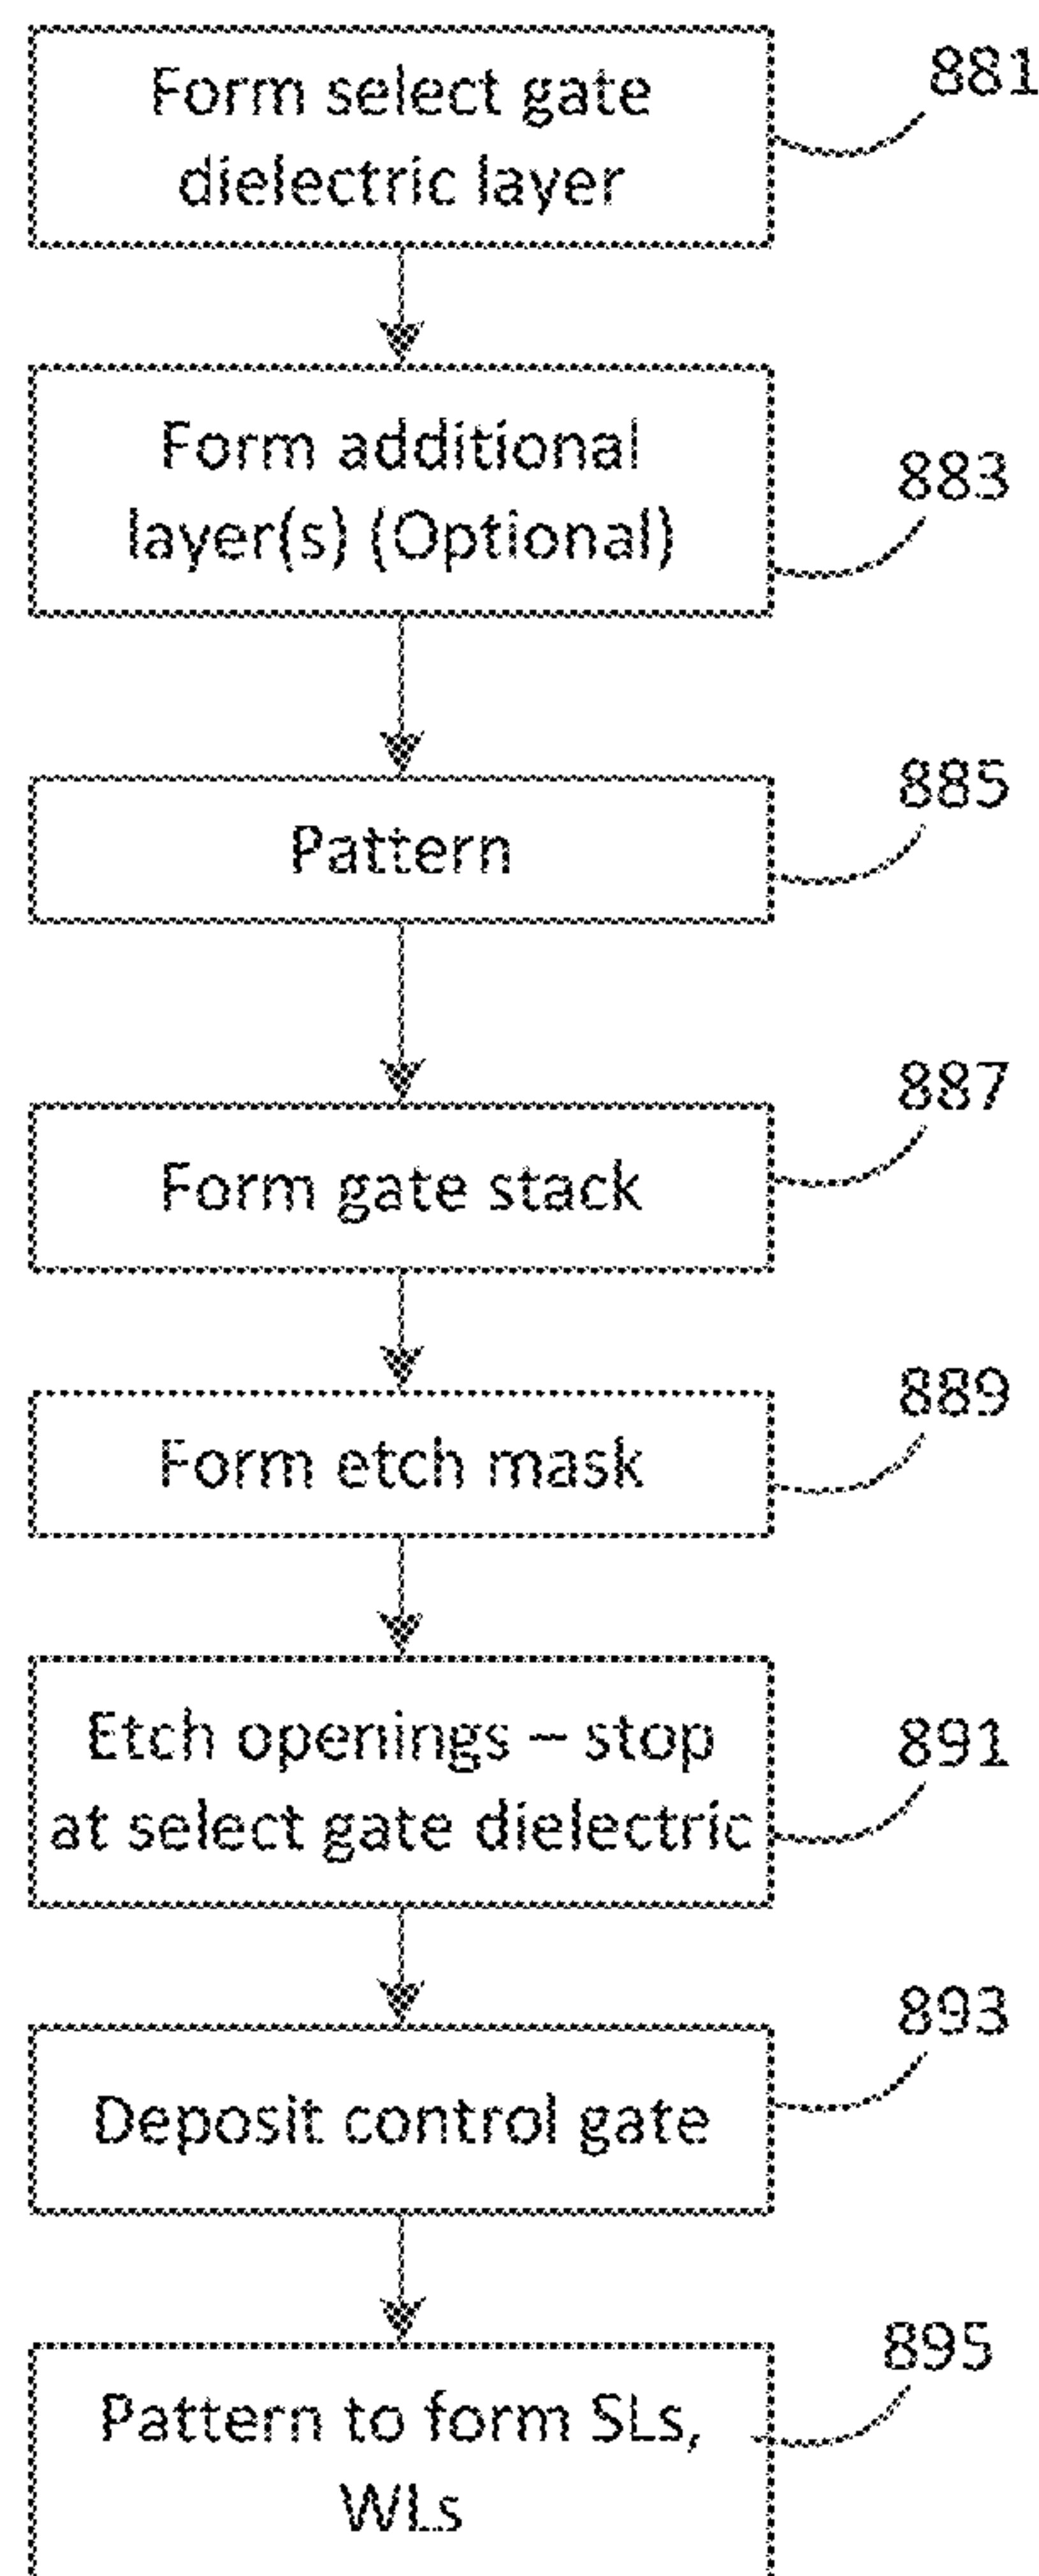 Form select gate
dielectric layer
881
Form additional
layer(s) (Optional)
883
Pattern
885
Form gate stack
887
Form etch mask
889
Etch openings – stop
at select gate dielectric
891
Deposit control gate
893
Pattern to form SLs,
WLs
895